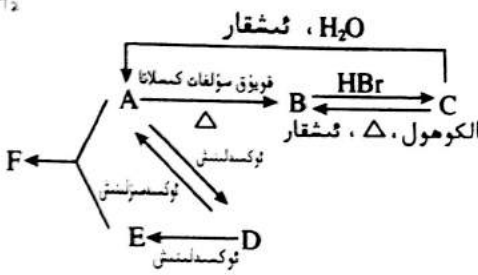 ئىشقار ، H₂O
قويۇق سۇلفات كىسلاتا
A △ B HBr C
ئالكوھول، △ ، ئىشقار
ئوكسىدلىنىش
ئوكسىدسىزلىنىش
F
E D
ئوكسىدلىنىش